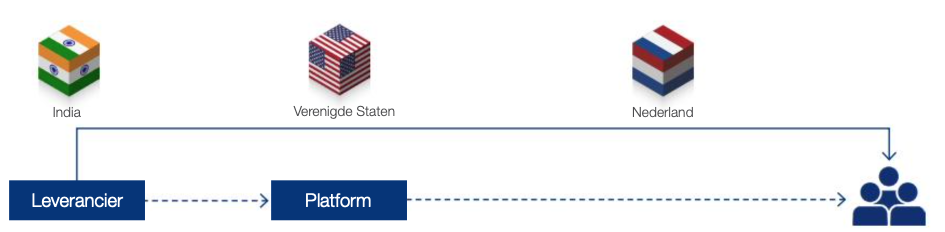 India
Verenigde Staten
Nederland
Leverancier
Platform